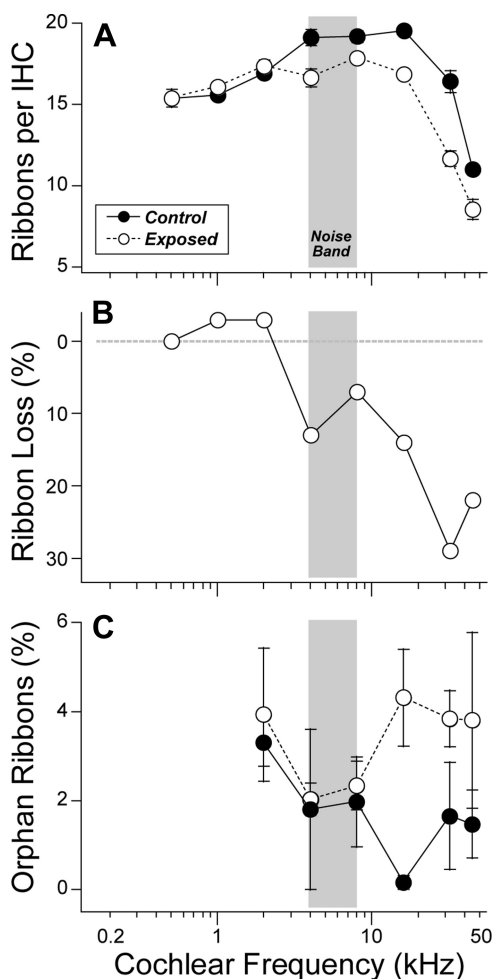 A
Ribbons per IHC
20
15
10
5
Control
Exposed
Noise
Band
B
Ribbon Loss (%)
0
10
20
30
C
Orphan Ribbons (%)
6
4
2
0
0.2
1
10
50
Cochlear Frequency (kHz)